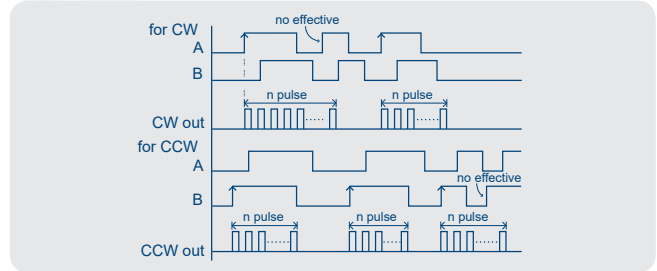 for CW
no effective
A
B
n pulse n pulse
CW out
for CCW
A
no effective
B
n pulse n pulse n pulse
CCW out